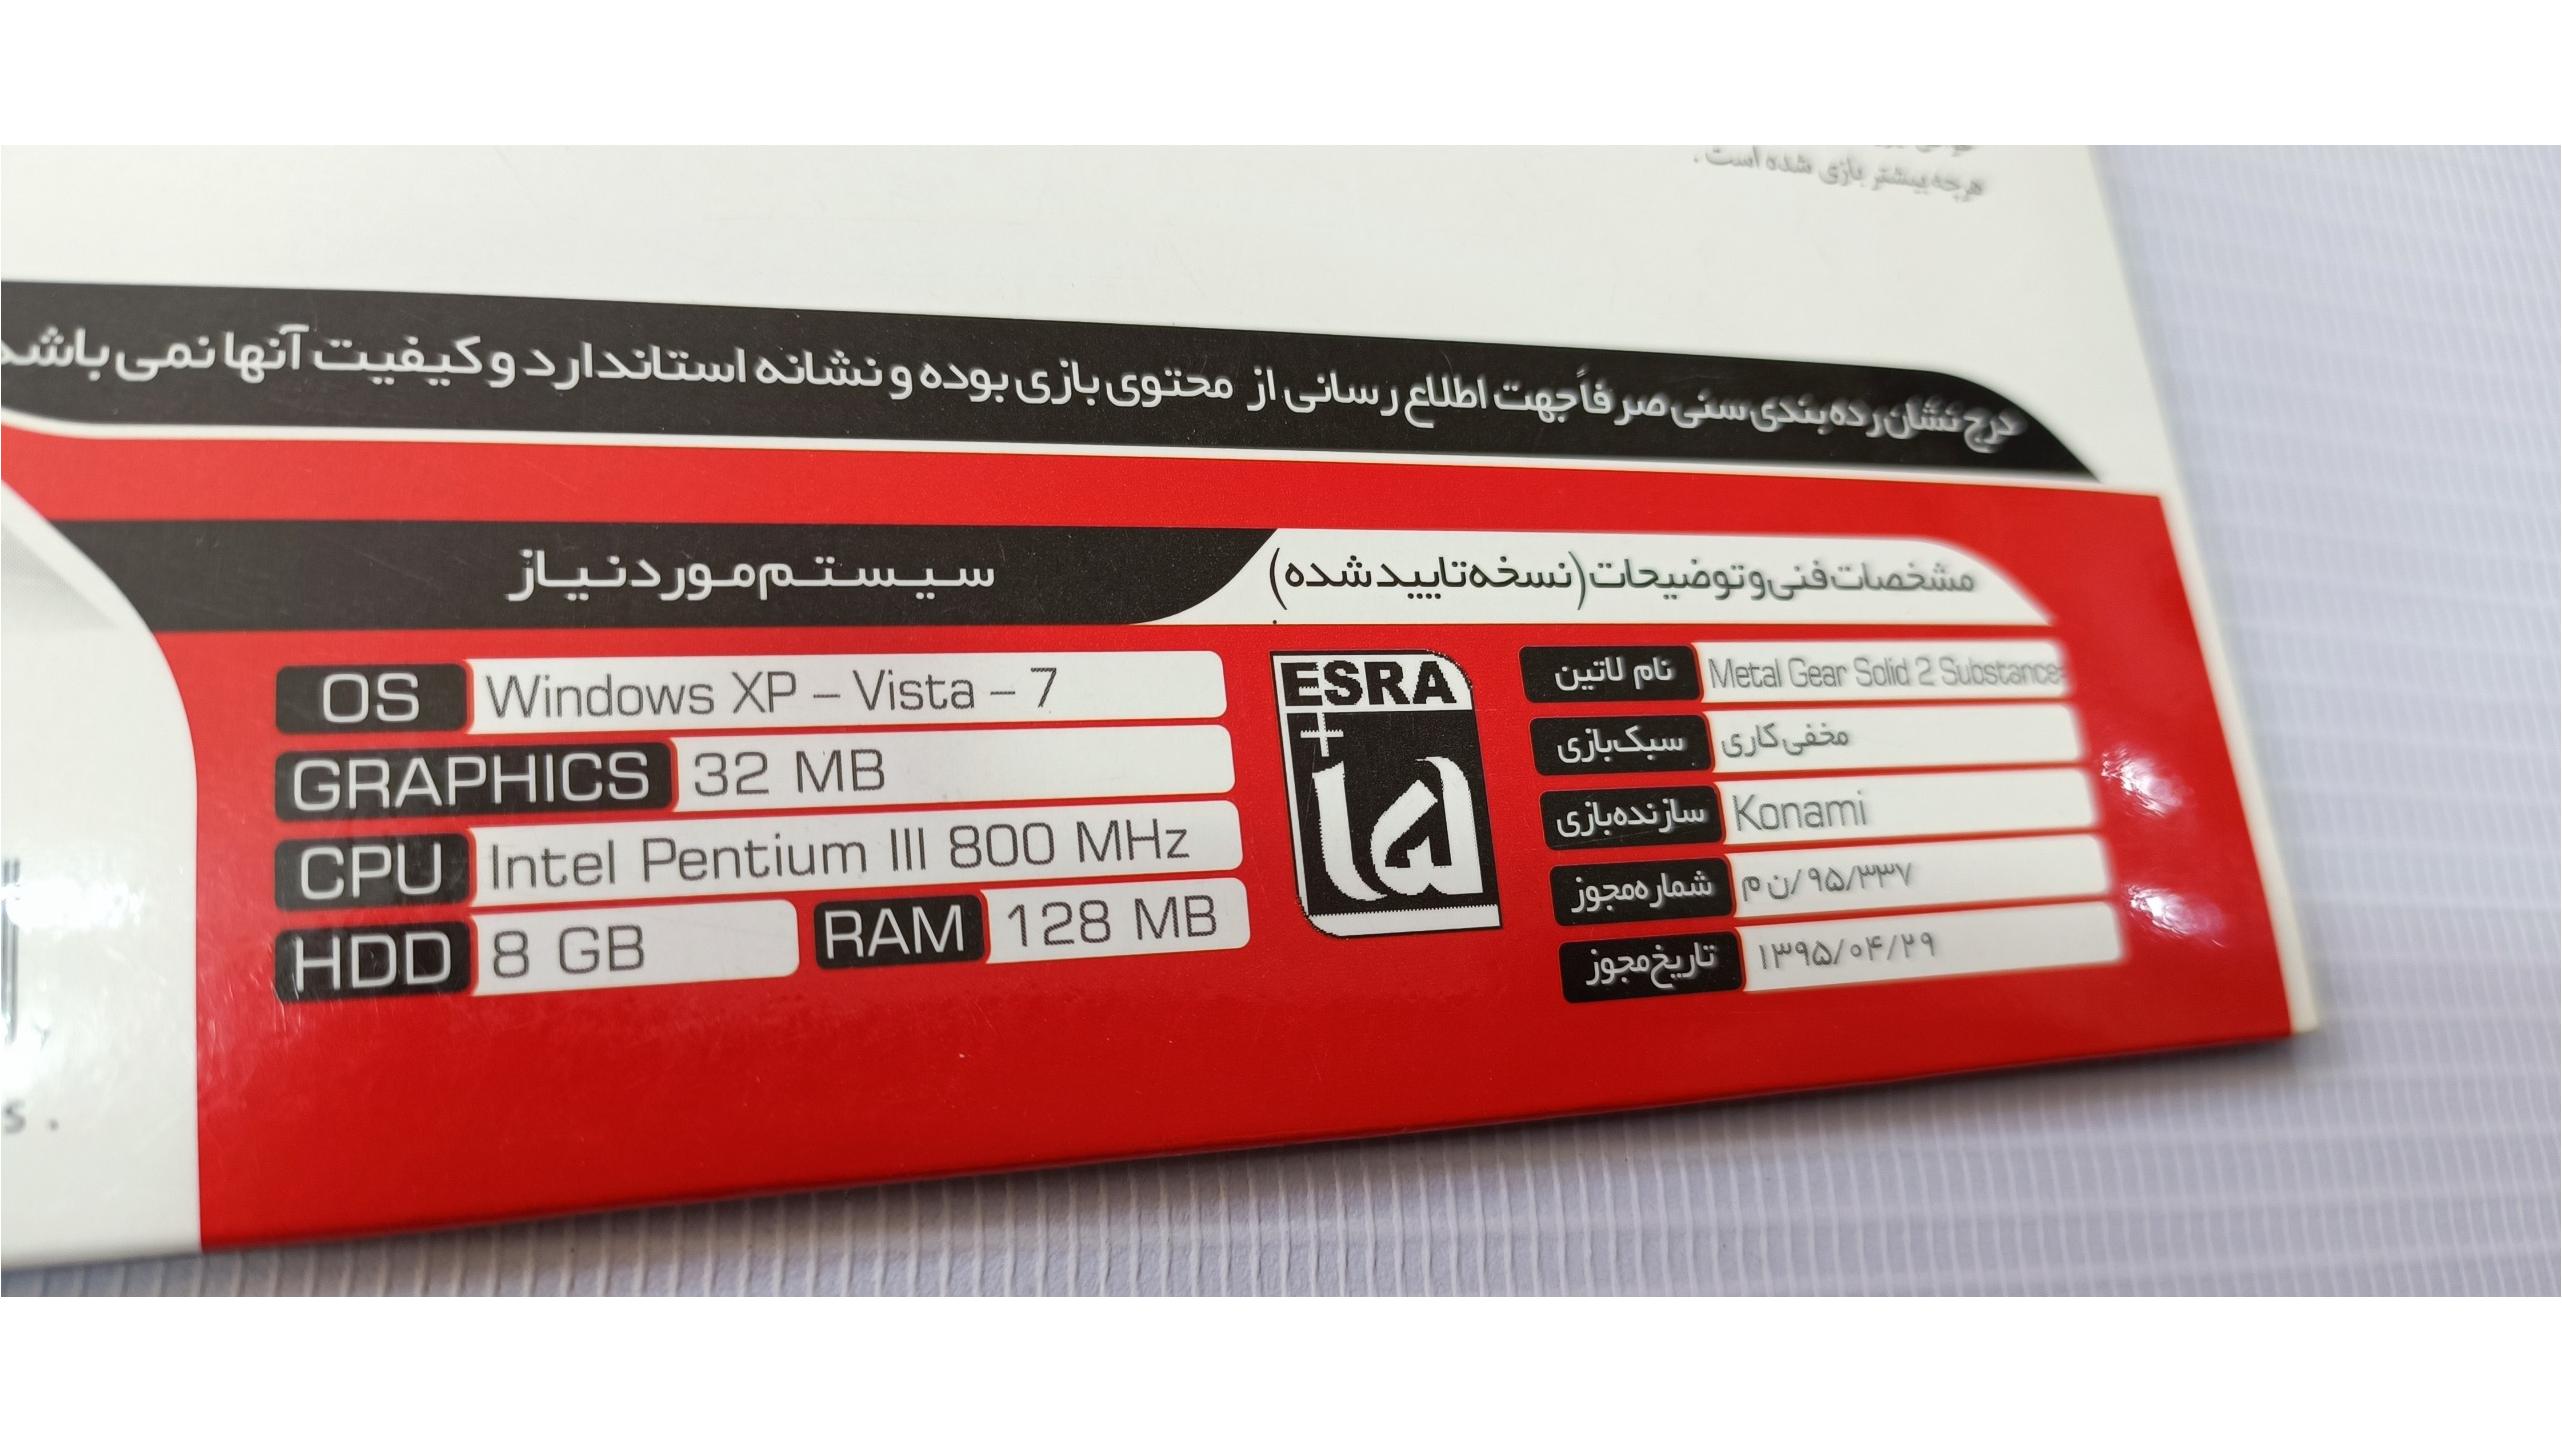 هرچه بیشتر بازی شده است .
درج نشان رده بندی سنی صرفاً جهت اطلاع رسانی از محتوی بازی بوده و نشانه استاندارد و کیفیت آنها نمی باشد
مشخصات فنی و توضیحات (نسخه تایید شده)
نام لاتین Metal Gear Solid 2 Substance
سبک بازی مخفی کاری
سازنده بازی Konami
شماره مجوز ۹۵/۳۳۷/ن م
تاریخ مجوز ۱۳۹۵/۰۴/۲۹
ESRA
+۱۵
سیستم مورد نیاز
OS Windows XP – Vista – 7
GRAPHICS 32 MB
CPU Intel Pentium III 800 MHz
HDD 8 GB RAM 128 MB
s .